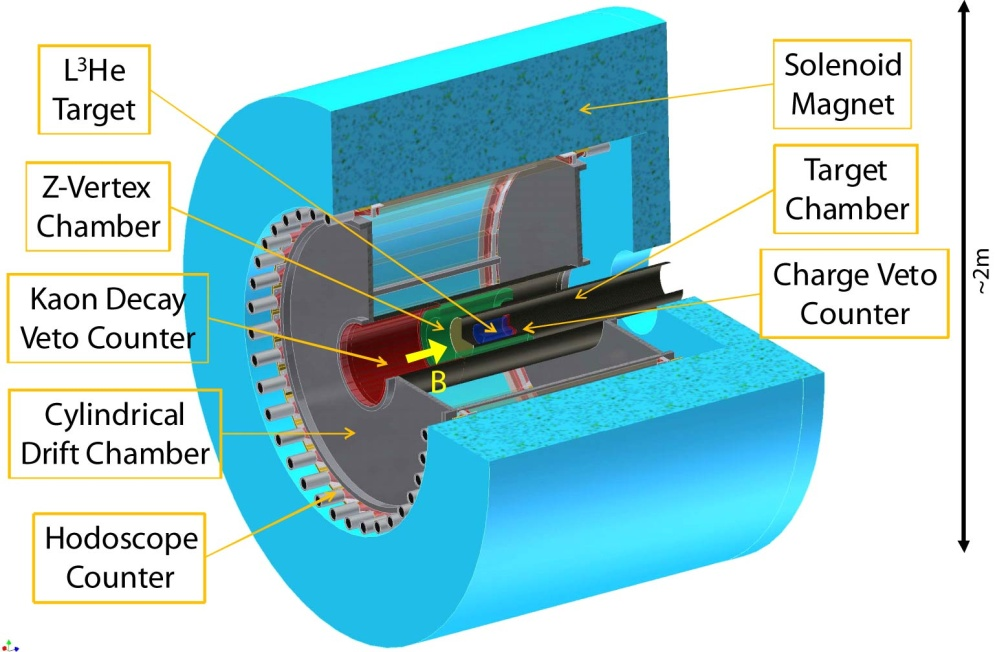 L³He
Target
Z-Vertex
Chamber
Kaon Decay
Veto Counter
Cylindrical
Drift Chamber
Hodoscope
Counter
B
Solenoid
Magnet
Target
Chamber
Charge Veto
Counter
~2m